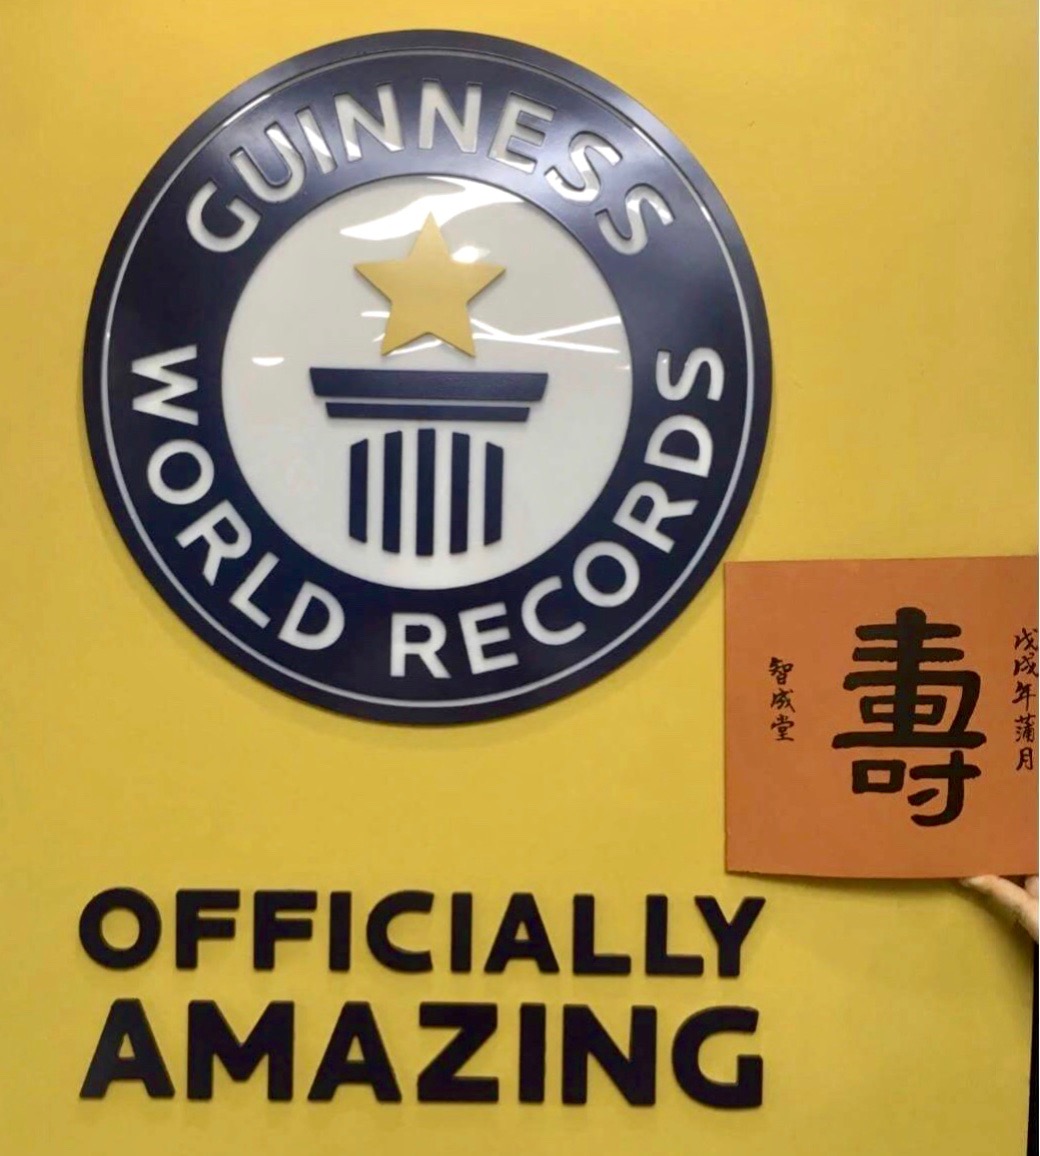 GUINNESS
WORLD RECORDS
OFFICIALLY
AMAZING
戊戌年蒲月
壽
智成堂